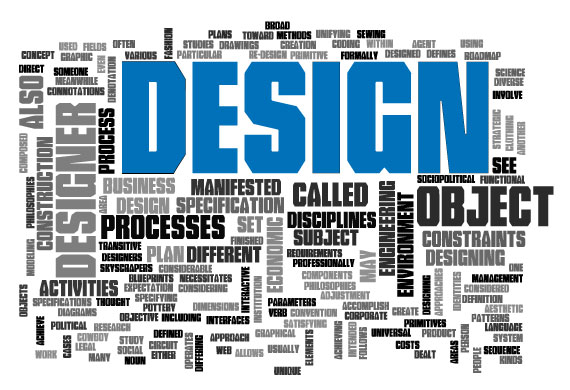 BROAD
PLANS TOWARD METHODS UNIFYING SEWING
USED FIELDS OFTEN FASHION STUDIES DRAWINGS CREATION CODING WITHIN AGENT USING
CONCEPT GRAPHIC EVEN VARIOUS PARTICULAR RE-DESIGN PRIMITIVE FORMALLY DESIGNED DEFINES ROADMAP
DIRECT SOMEONE DENOTATION SCIENCE
ALSO MEANWHILE DESIGN DIVERSE
CONNOTATIONS INVOLVE
COMPOSED DESIGNER PROCESS STRATEGIC CLOTHING ANOTHER
CONSTRUCTION SEE
PHILOSOPHIES BUSINESS MANIFESTED CALLED ENGINEERING SOCIOPOLITICAL FUNCTIONAL
AREA DESIGN SPECIFICATION ENVIRONMENT OBJECT
PROCESSES SET DISCIPLINES
MODELING TRANSITIVE FINISHED ECONOMIC SUBJECT CONSTRAINTS
DESIGNERS PLAN DIFFERENT REQUIREMENTS MAY DESIGNING
SKYSCRAPERS CONSIDERABLE PROFESSIONALLY ONE
OBJECTS ACTIVITIES BLUEPRINTS NECESSITATES INTERACTIVE COMPONENTS DESIGNING APPROACHES IDENTITIES MANAGEMENT
EXPECTATION CONSIDERING INSTITUTION PHILOSOPHIES CONSIDERED
SPECIFICATIONS THOUGHT SPECIFYING ADJUSTMENT DEFINITION
DIAGRAMS POTTERY DIMENSIONS PARAMETERS ACCOMPLISH CREATE AESTHETIC
ACHIEVE OBJECTIVE INCLUDING INTERFACES VERB CONVENTION CORPORATE PATTERNS
POLITICAL RESEARCH SATISFYING PRIMITIVES LANGUAGE
CASES COWBOY STUDY DEFINED OPERATES DIFFERING APPROACH GRAPHICAL ELEMENTS ACHIEVING INTENDED FOLLOW UNIVERSAL PRODUCT AREAS PERSON SYSTEM
WORK LEGAL SOCIAL CIRCUIT WEB ALLOWS USUALLY COSTS PEOPLE SEQUENCE
MANY NOUN EITHER DEALT KINDS
UNIQUE